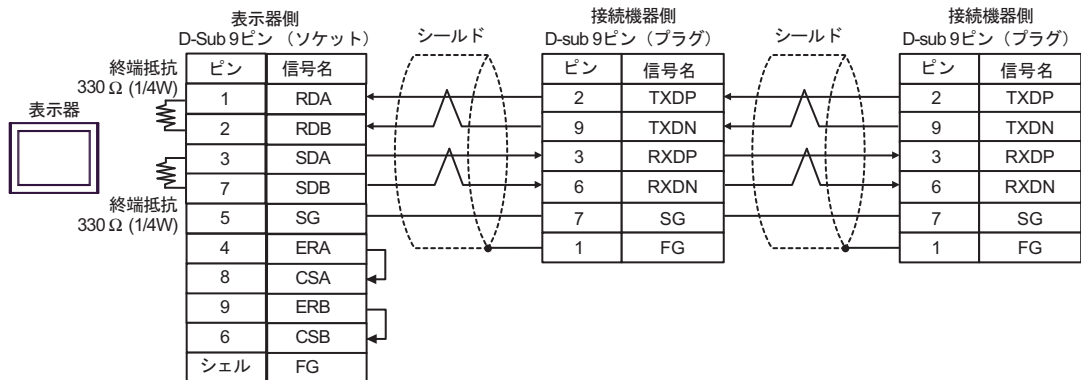 表示器
終端抵抗
330 Ω (1/4W)
終端抵抗
330 Ω (1/4W)
表示器側
D-Sub 9ピン （ソケット）
ピン 信号名
1 RDA
2 RDB
3 SDA
7 SDB
5 SG
4 ERA
8 CSA
9 ERB
6 CSB
シェル FG
シールド
接続機器側
D-sub 9ピン（プラグ）
ピン 信号名
2 TXDP
9 TXDN
3 RXDP
6 RXDN
7 SG
1 FG
シールド
接続機器側
D-sub 9ピン（プラグ）
ピン 信号名
2 TXDP
9 TXDN
3 RXDP
6 RXDN
7 SG
1 FG